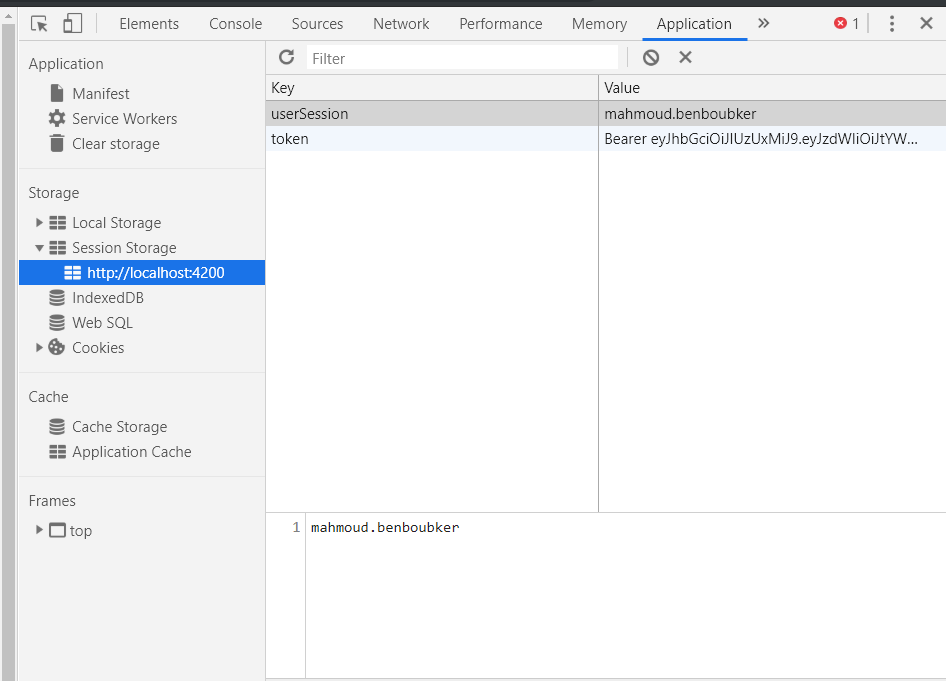 Elements Console Sources Network Performance Memory Application » 1
Application
Manifest
Service Workers
Clear storage
Storage
Local Storage
Session Storage
http://localhost:4200
IndexedDB
Web SQL
Cookies
Cache
Cache Storage
Application Cache
Frames
top
Filter
Key Value
userSession mahmoud.benboubker
token Bearer eyJhbGciOiJIUzUxMiJ9.eyJzdWIiOiJtYW...
1 mahmoud.benboubker